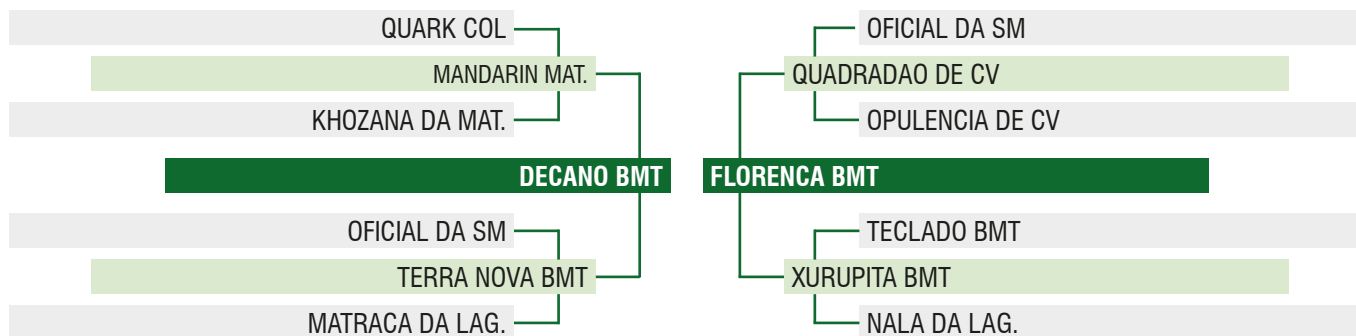 QUARK COL
OFICIAL DA SM
MANDARIN MAT.
QUADRADAO DE CV
KHOZANA DA MAT.
OPULENCIA DE CV
DECANO BMT
FLORENCA BMT
OFICIAL DA SM
TECLADO BMT
TERRA NOVA BMT
XURUPITA BMT
MATRACA DA LAG.
NALA DA LAG.